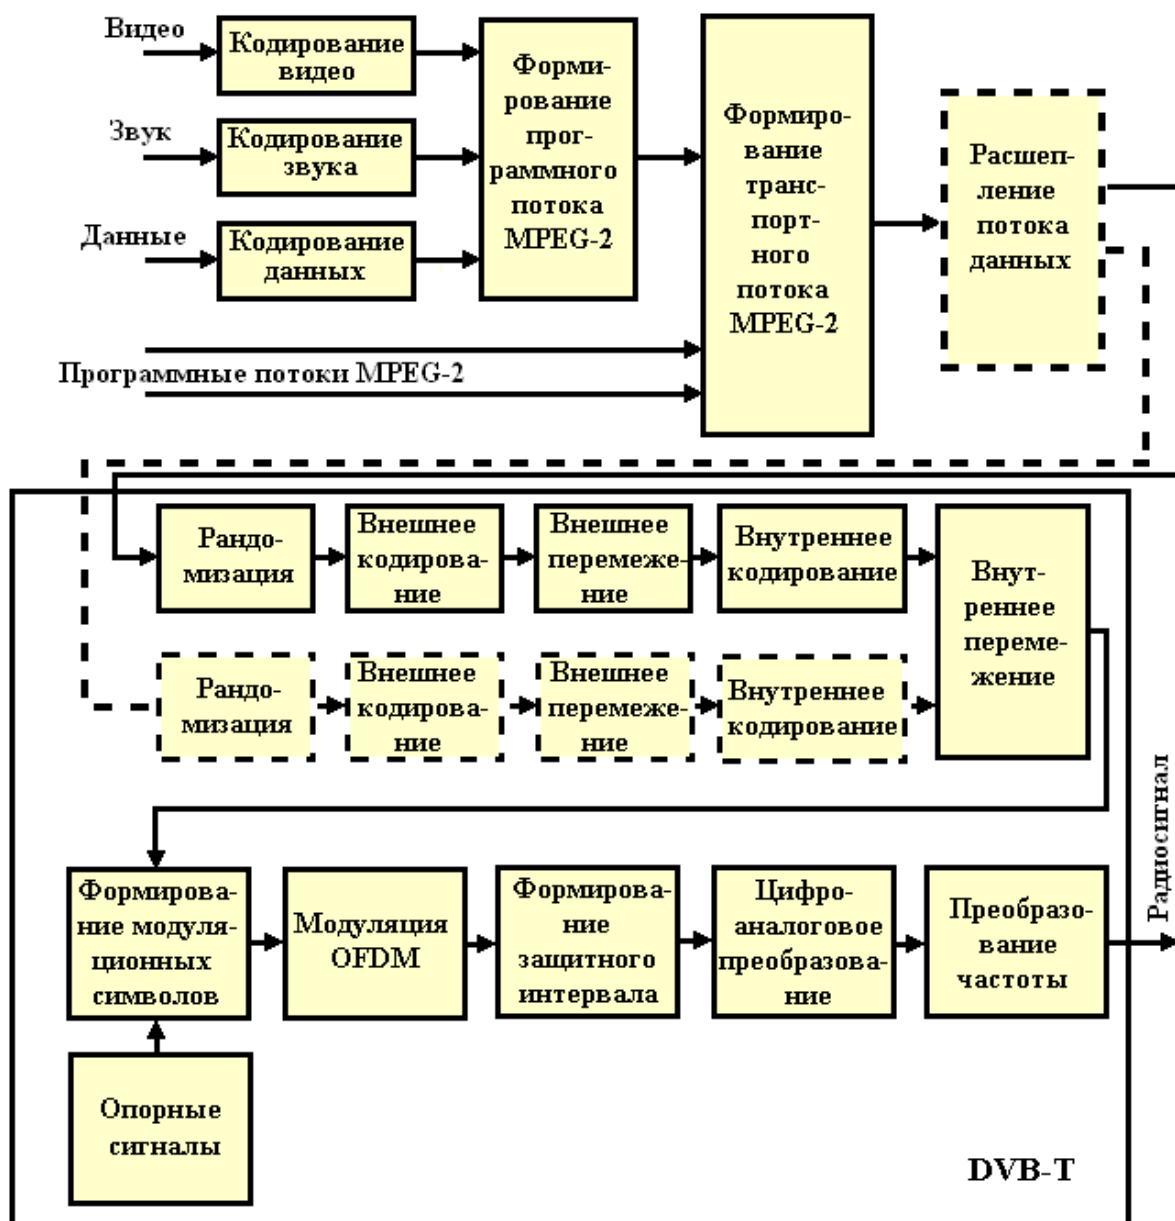 Видео
Кодирование
видео
Звук
Кодирование
звука
Данные
Кодирование
данных
Форми-
рование
прог-
раммного
потока
MPEG-2
Программные потоки MPEG-2
Формиро-
вание
транс-
порт-
ного
потока
MPEG-2
Расшеп-
ление
потока
данных
Рандо-
мизация
Внешнее
кодирова-
ние
Внешнее
перемеже-
ние
Внутреннее
кодирование
Внут-
реннее
переме-
жение
Рандо-
мизация
Внешнее
кодирова-
ние
Внешнее
перемеже-
ние
Внутреннее
кодирование
Радиосигнал
Формирова-
ние модуля-
ционных
символов
Модуляция
OFDM
Формирова-
ние
защитного
интервала
Цифро-
аналоговое
преобразова-
ние
Преобразо-
вание
частоты
Опорные
сигналы
DVB-T